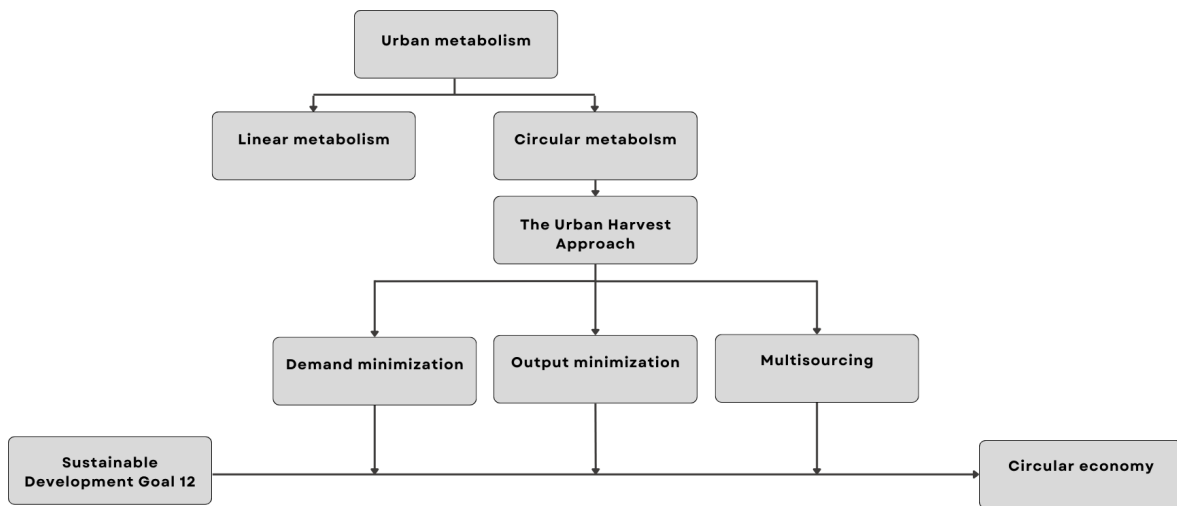 Urban metabolism
Linear metabolism
Circular metabolsm
The Urban Harvest
Approach
Demand minimization
Output minimization
Multisourcing
Sustainable
Development Goal 12
Circular economy